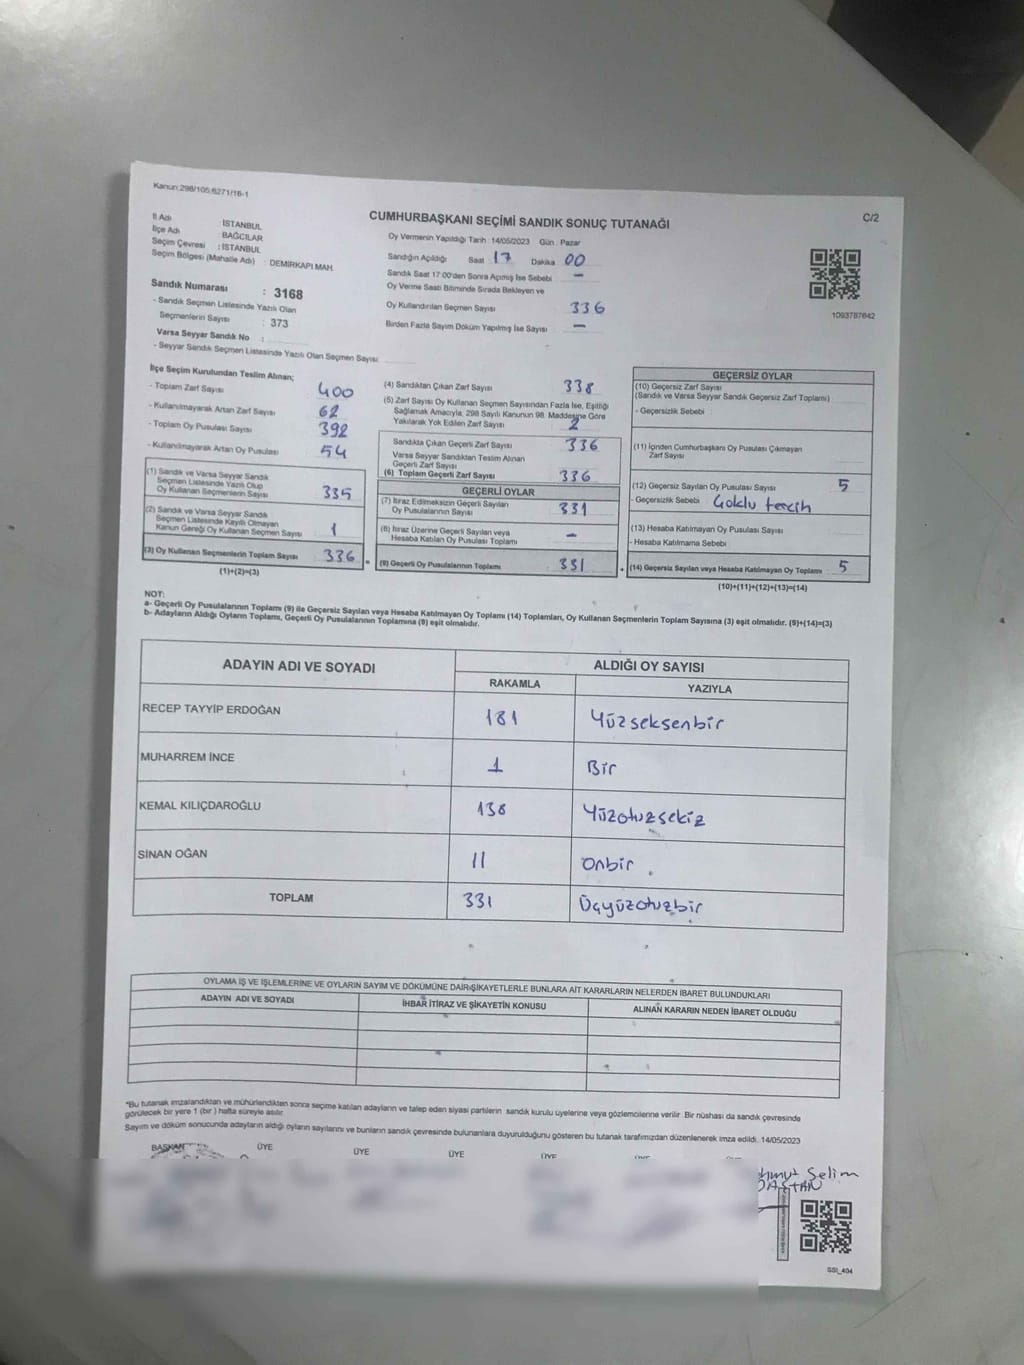 Kanun;298/105;6271/16-1
C/2
CUMHURBAŞKANI SEÇİMİ SANDIK SONUÇ TUTANAĞI
İl Adı : İSTANBUL
İlçe Adı : BAĞCILAR
Seçim Çevresi : İSTANBUL
Seçim Bölgesi (Mahalle Adı) : DEMİRKAPI MAH.
Sandık Numarası : 3168
- Sandık Seçmen Listesinde Yazılı Olan
Seçmenlerin Sayısı : 373
Varsa Seyyar Sandık No :
- Seyyar Sandık Seçmen Listesinde Yazılı Olan Seçmen Sayısı:
Oy Vermenin Yapıldığı Tarih : 14/05/2023 Gün : Pazar
Sandığın Açıldığı Saat 17 Dakika 00
Sandık Saat 17:00'den Sonra Açılmış İse Sebebi –
Oy Verme Saati Bitiminde Sırada Bekleyen ve
Oy Kullandırılan Seçmen Sayısı 336
Birden Fazla Sayım Döküm Yapılmış İse Sayısı –
1093787642
İlçe Seçim Kurulundan Teslim Alınan;
- Toplam Zarf Sayısı 400
- Kullanılmayarak Artan Zarf Sayısı 62
- Toplam Oy Pusulası Sayısı 392
- Kullanılmayarak Artan Oy Pusulası 54
(1) Sandık ve Varsa Seyyar Sandık
Seçmen Listesinde Yazılı Olup
Oy Kullanan Seçmenlerin Sayısı 335
(2) Sandık ve Varsa Seyyar Sandık
Seçmen Listesinde Kayıtlı Olmayan
Kanun Gereği Oy Kullanan Seçmen Sayısı 1
(3) Oy Kullanan Seçmenlerin Toplam Sayısı 336 =
(1)+(2)=(3)
(4) Sandıktan Çıkan Zarf Sayısı 338
(5) Zarf Sayısı Oy Kullanan Seçmen Sayısından Fazla İse, Eşitliği
Sağlamak Amacıyla, 298 Sayılı Kanunun 98. Maddesine Göre
Yakılarak Yok Edilen Zarf Sayısı 2
Sandıkta Çıkan Geçerli Zarf Sayısı 336
Varsa Seyyar Sandıktan Teslim Alınan
Geçerli Zarf Sayısı
(6) Toplam Geçerli Zarf Sayısı 336
GEÇERLİ OYLAR
(7) İtiraz Edilmeksizin Geçerli Sayılan
Oy Pusulalarının Sayısı : 331
(8) İtiraz Üzerine Geçerli Sayılan veya
Hesaba Katılan Oy Pusulası Toplamı : –
(9) Geçerli Oy Pusulalarının Toplamı : 331 +
GEÇERSİZ OYLAR
(10) Geçersiz Zarf Sayısı
(Sandık ve Varsa Seyyar Sandık Geçersiz Zarf Toplamı)
- Geçersizlik Sebebi :
(11) İçinden Cumhurbaşkanı Oy Pusulası Çıkmayan
Zarf Sayısı
(12) Geçersiz Sayılan Oy Pusulası Sayısı 5
- Geçersizlik Sebebi : Çoklu tercih
(13) Hesaba Katılmayan Oy Pusulası Sayısı
- Hesaba Katılmama Sebebi
(14) Geçersiz Sayılan veya Hesaba Katılmayan Oy Toplamı : 5
(10)+(11)+(12)+(13)=(14)
NOT:
a- Geçerli Oy Pusulalarının Toplamı (9) ile Geçersiz Sayılan veya Hesaba Katılmayan Oy Toplamı (14) Toplamları, Oy Kullanan Seçmenlerin Toplam Sayısına (3) eşit olmalıdır. (9)+(14)=(3)
b- Adayların Aldığı Oyların Toplamı, Geçerli Oy Pusulalarının Toplamına (9) eşit olmalıdır.
ADAYIN ADI VE SOYADI ALDIĞI OY SAYISI
RAKAMLA YAZIYLA
RECEP TAYYİP ERDOĞAN 181 Yüzseksenbir
MUHARREM İNCE 1 Bir
KEMAL KILIÇDAROĞLU 138 Yüzotuzsekiz
SİNAN OĞAN 11 Onbir
TOPLAM 331 Üçyüzotuzbir
OYLAMA İŞ VE İŞLEMLERİNE VE OYLARIN SAYIM VE DÖKÜMÜNE DAİR ŞİKAYETLERLE BUNLARA AİT KARARLARIN NELERDEN İBARET BULUNDUKLARI
ADAYIN ADI VE SOYADI İHBAR İTİRAZ VE ŞİKAYETİN KONUSU ALINAN KARARIN NEDEN İBARET OLDUĞU
*Bu tutanak imzalandıktan ve mühürlendikten sonra seçime katılan adayların ve talep eden siyasi partilerin sandık kurulu üyelerine veya gözlemcilerine verilir. Bir nüshası da sandık çevresinde
görülecek bir yere 1 (bir ) hafta süreyle asılır.
Sayım ve döküm sonucunda adayların aldığı oyların sayılarını ve bunların sandık çevresinde bulunanlara duyurulduğunu gösteren bu tutanak tarafımızdan düzenlenerek imza edildi. 14/05/2023
BAŞKAN ÜYE ÜYE ÜYE ÜYE
Selim
SSI_404